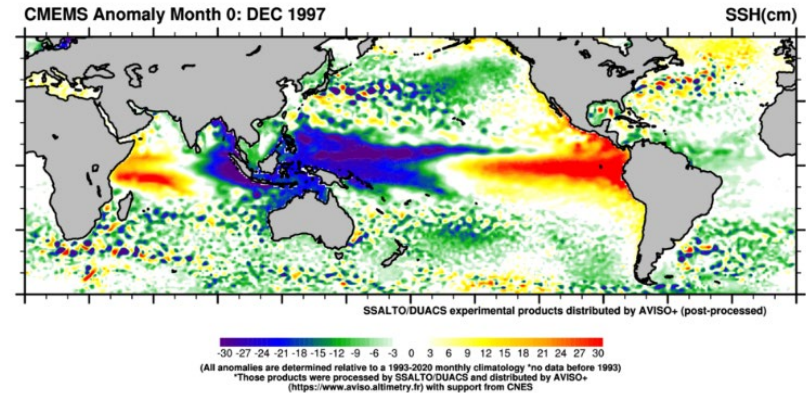 CMEMS Anomaly Month 0: DEC 1997 SSH(cm)
SSALTO/DUACS experimental products distributed by AVISO+ (post-processed)
-30 -27 -24 -21 -18 -15 -12 -9 -6 -3 0 3 6 9 12 15 18 21 24 27 30
(All anomalies are determined relative to a 1993-2020 monthly climatology *no data before 1993)
*Those products were processed by SSALTO/DUACS and distributed by AVISO+
(https://www.aviso.altimetry.fr) with support from CNES